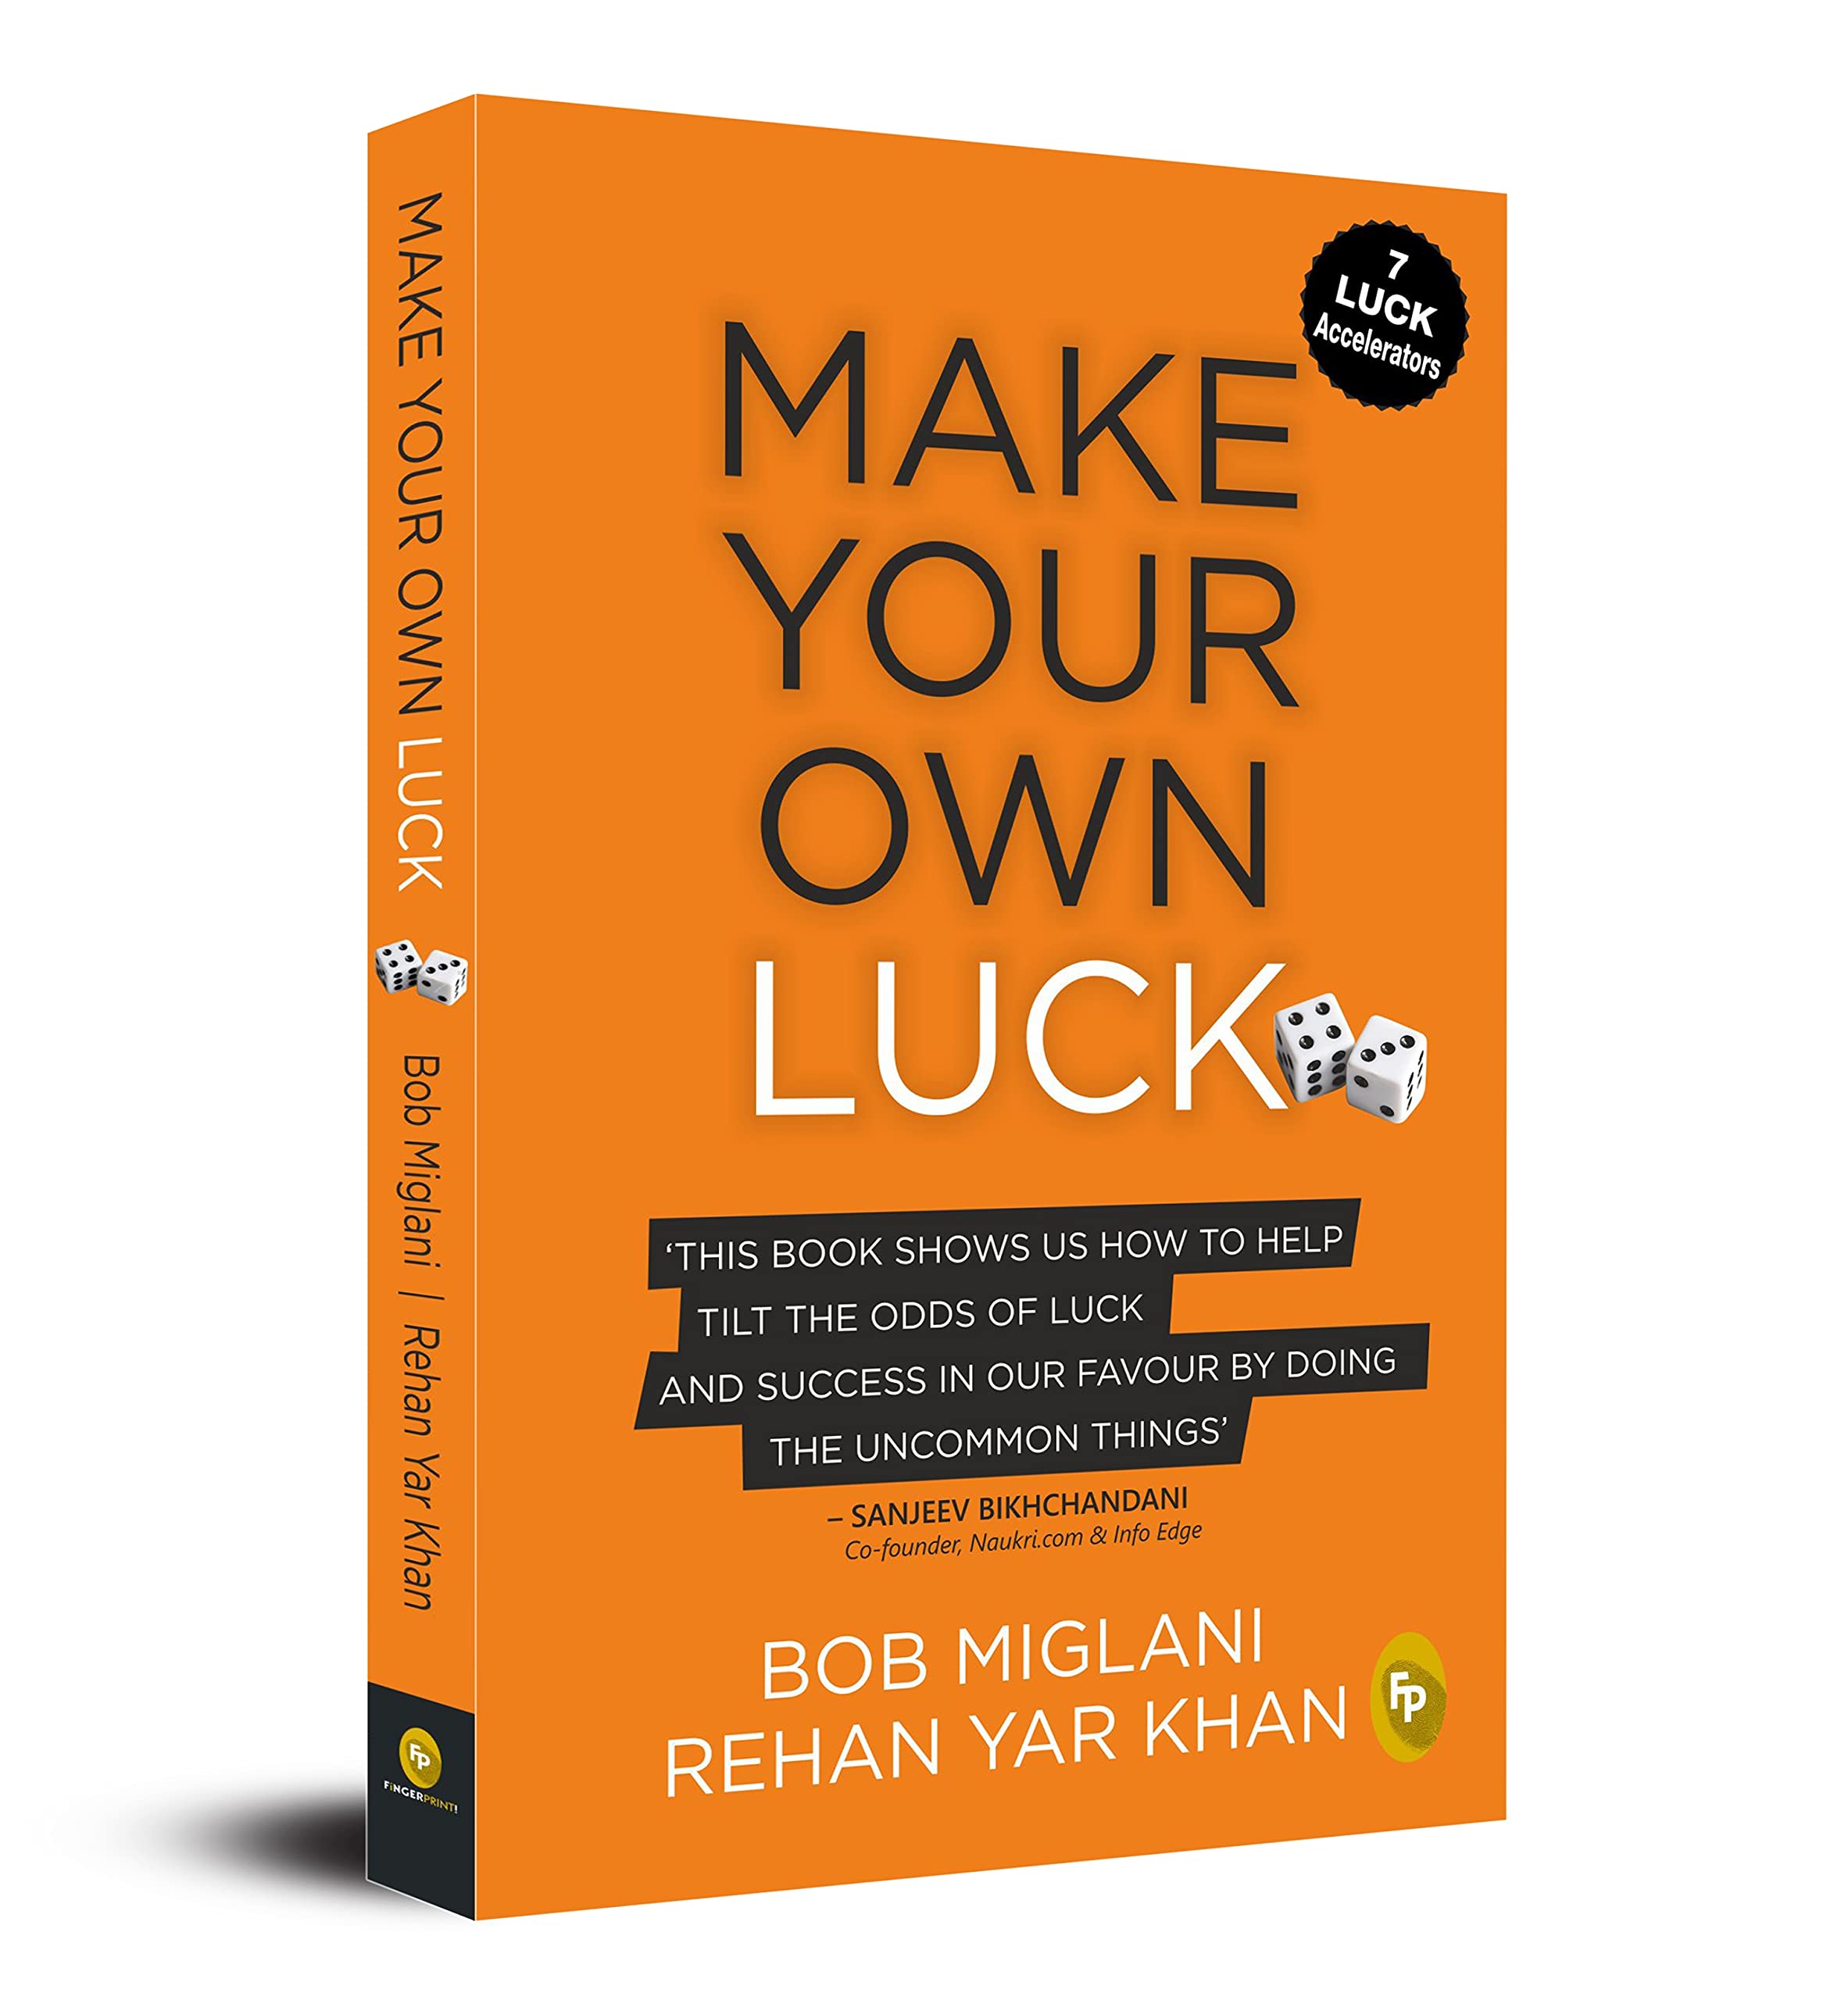 MAKE YOUR OWN LUCK
Bob Miglani | Rehan Yar Khan
FP
FiNGERPRINT!
7
LUCK
Accelerators
MAKE
YOUR
OWN
LUCK
‘THIS BOOK SHOWS US HOW TO HELP
TILT THE ODDS OF LUCK
AND SUCCESS IN OUR FAVOUR BY DOING
THE UNCOMMON THINGS’
– SANJEEV BIKHCHANDANI
Co-founder, Naukri.com & Info Edge
BOB MIGLANI
REHAN YAR KHAN
FP